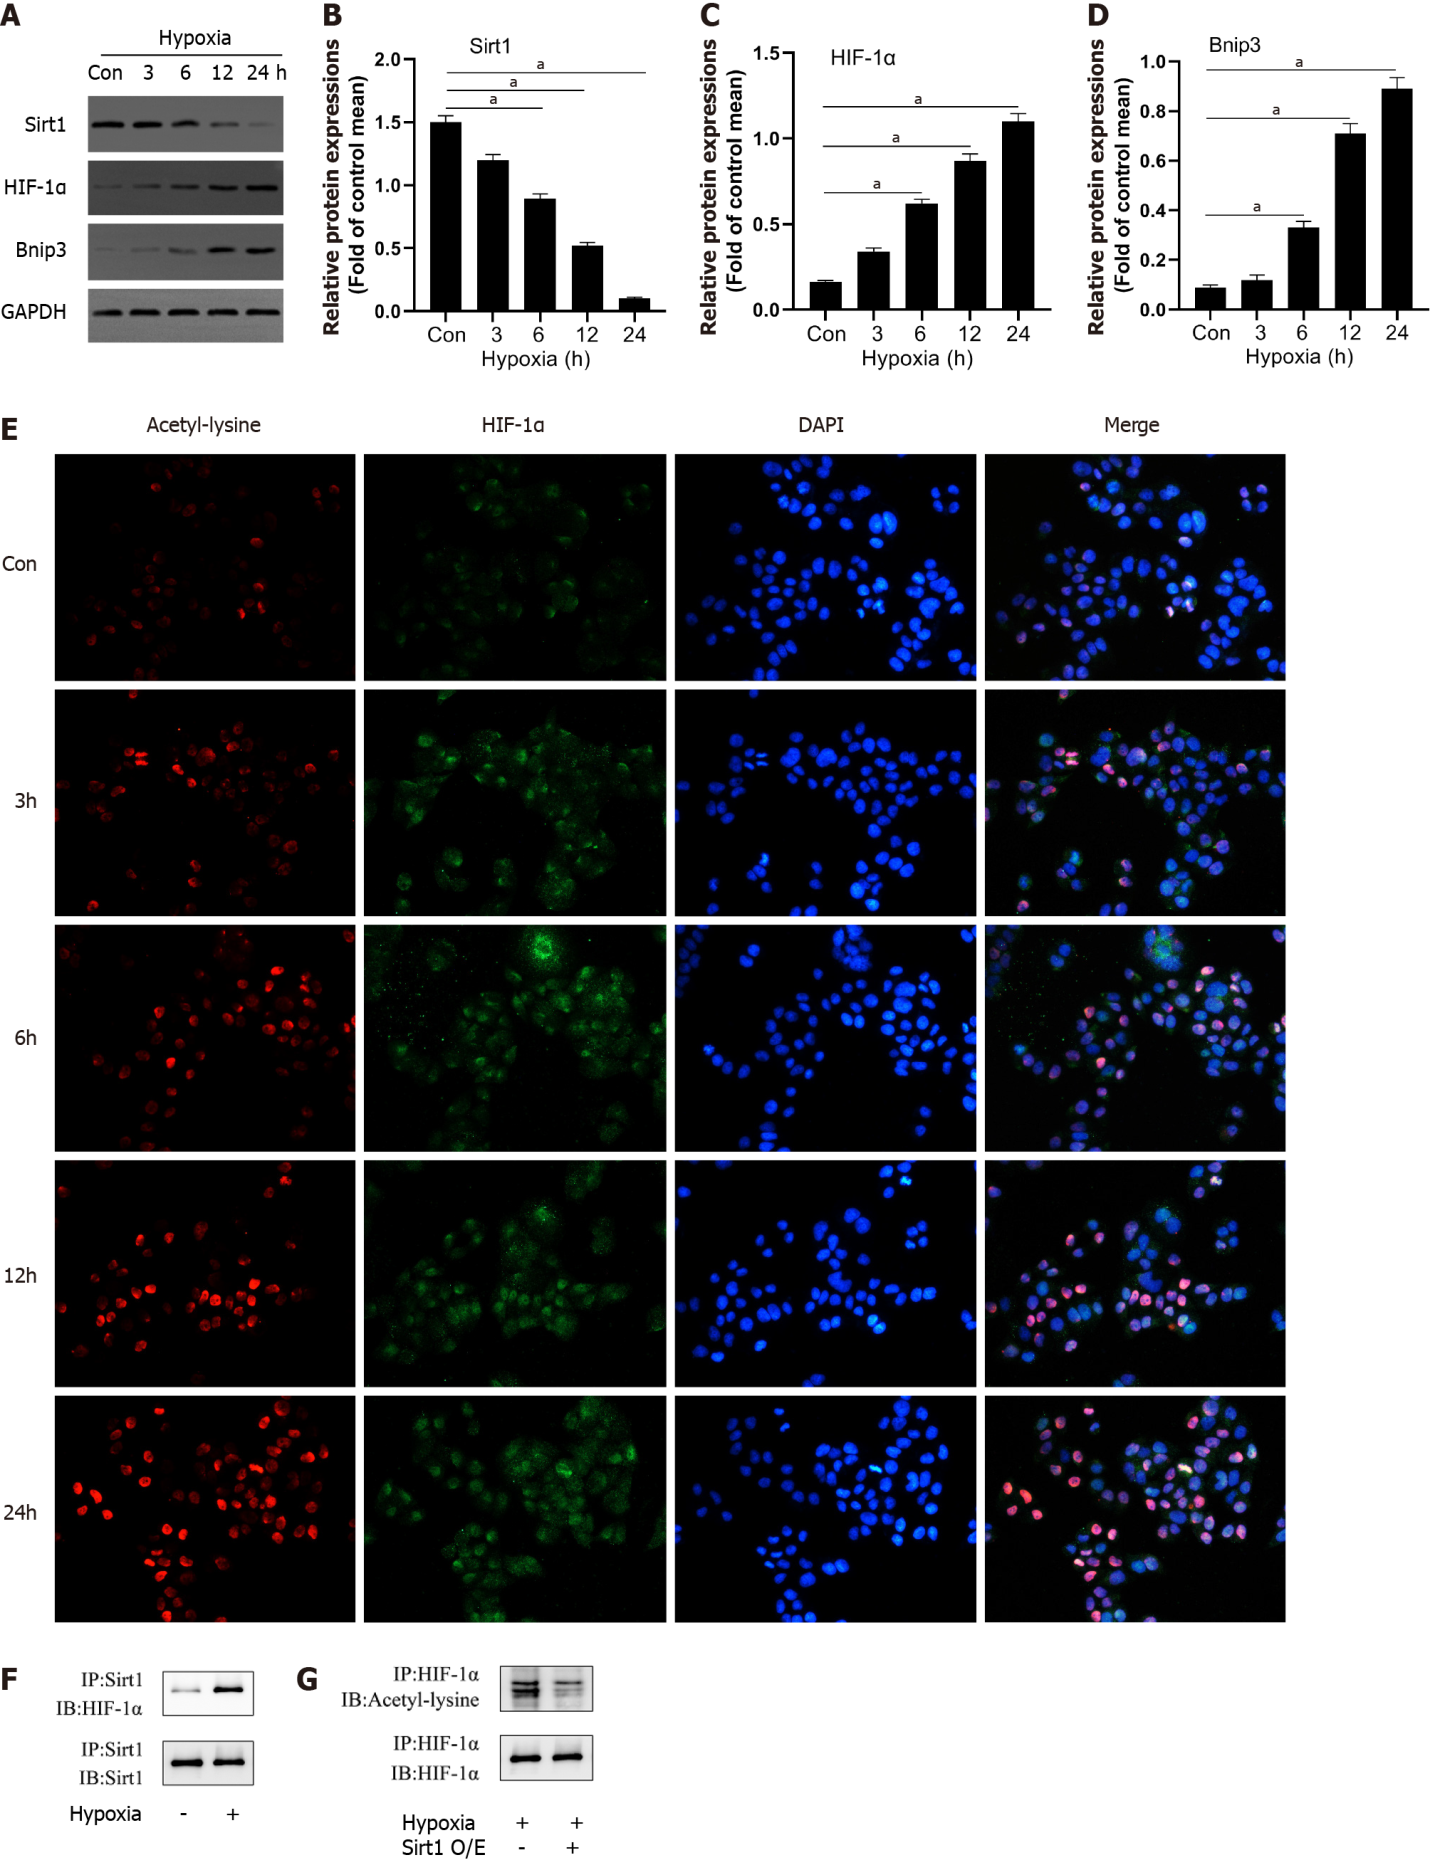 A
Hypoxia
Con 3 6 12 24 h
Sirt1
HIF-1α
Bnip3
GAPDH
B
Sirt1
Relative protein expressions
(Fold of control mean)
2.0
1.5
1.0
0.5
0.0
a
a
a
Con 3 6 12 24
Hypoxia (h)
C
HIF-1α
Relative protein expressions
(Fold of control mean)
1.5
1.0
0.5
0.0
a
a
a
Con 3 6 12 24
Hypoxia (h)
D
Bnip3
Relative protein expressions
(Fold of control mean)
1.0
0.8
0.6
0.4
0.2
0.0
a
a
a
Con 3 6 12 24
Hypoxia (h)
E
Acetyl-lysine HIF-1α DAPI Merge
Con
3h
6h
12h
24h
F
IP:Sirt1
IB:HIF-1α
IP:Sirt1
IB:Sirt1
Hypoxia - +
G
IP:HIF-1α
IB:Acetyl-lysine
IP:HIF-1α
IB:HIF-1α
Hypoxia + +
Sirt1 O/E - +